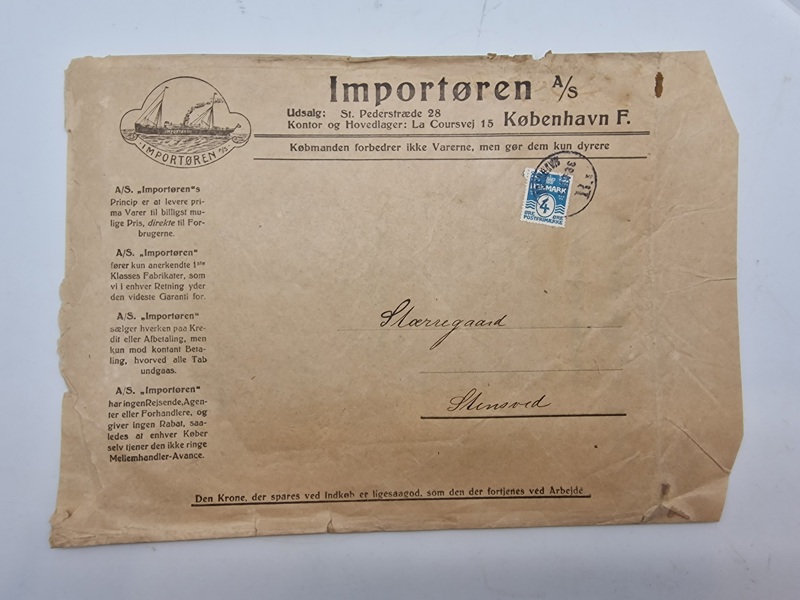 Importøren A/S
Udsalg: St. Pederstræde 28
Kontor og Hovedlager: La Coursvej 15 København F.
Købmanden forbedrer ikke Varerne, men gør dem kun dyrere
IMPORTØREN A/S
DANMARK
4
ØRE ØRE
POSTFRIMÆRKE
A/S. „Importøren"s
Princip er at levere pri-
ma Varer til billigst mu-
lige Pris, direkte til For-
brugerne.
A/S. „Importøren"
fører kun anerkendte 1ste
Klasses Fabrikater, som
vi i enhver Retning yder
den videste Garanti for.
A/S. „Importøren"
sælger hverken paa Kre-
dit eller Afbetaling, men
kun mod kontant Beta-
ling, hvorved alle Tab
undgaas.
A/S. „Importøren"
har ingen Rejsende, Agen-
ter eller Forhandlere, og
giver ingen Rabat, saa-
ledes at enhver Køber
selv tjener den ikke ringe
Mellemhandler-Avance.
Stærregaard
Stensved
Den Krone, der spares ved Indkøb er ligesaagod, som den der fortjenes ved Arbejde.